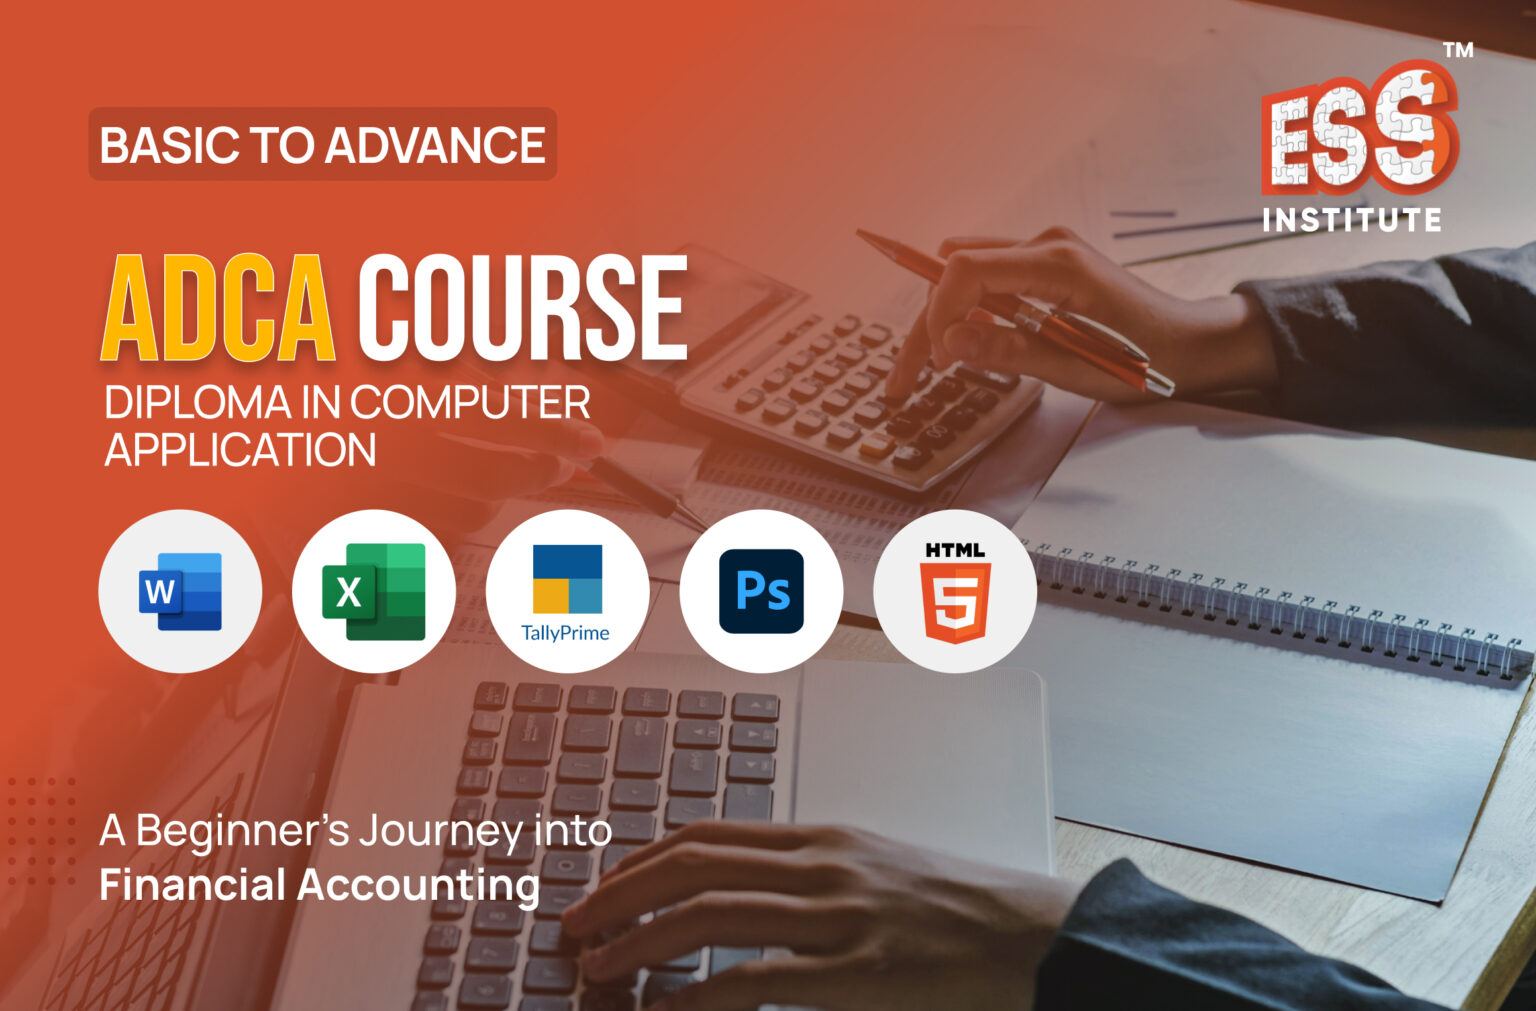 TM
ESS
INSTITUTE
BASIC TO ADVANCE
ADCA COURSE
DIPLOMA IN COMPUTER
APPLICATION
W
X
TallyPrime
Ps
HTML
5
A Beginner's Journey into
Financial Accounting